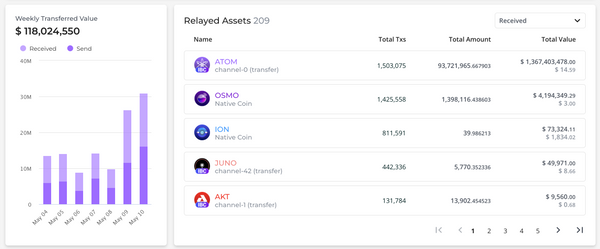 Weekly Transferred Value
$ 118,024,550
Received Send
40M
30M
20M
10M
0
May 04 May 05 May 06 May 07 May 08 May 09 May 10
Relayed Assets 209
Received
Name Total Txs Total Amount Total Value
IBC ATOM 1,503,075 93,721,965.667903 $ 1,367,403,478.00
channel-0 (transfer) $ 14.59
OSMO 1,425,558 1,398,116.438603 $ 4,194,349.29
Native Coin $ 3.00
ION 811,591 39.986213 $ 73,324.11
Native Coin $ 1,834.02
IBC JUNO 442,336 5,770.352336 $ 49,971.00
channel-42 (transfer) $ 8.66
IBC AKT 131,784 13,902.454523 $ 9,560.00
channel-1 (transfer) $ 0.68
1 2 3 4 5